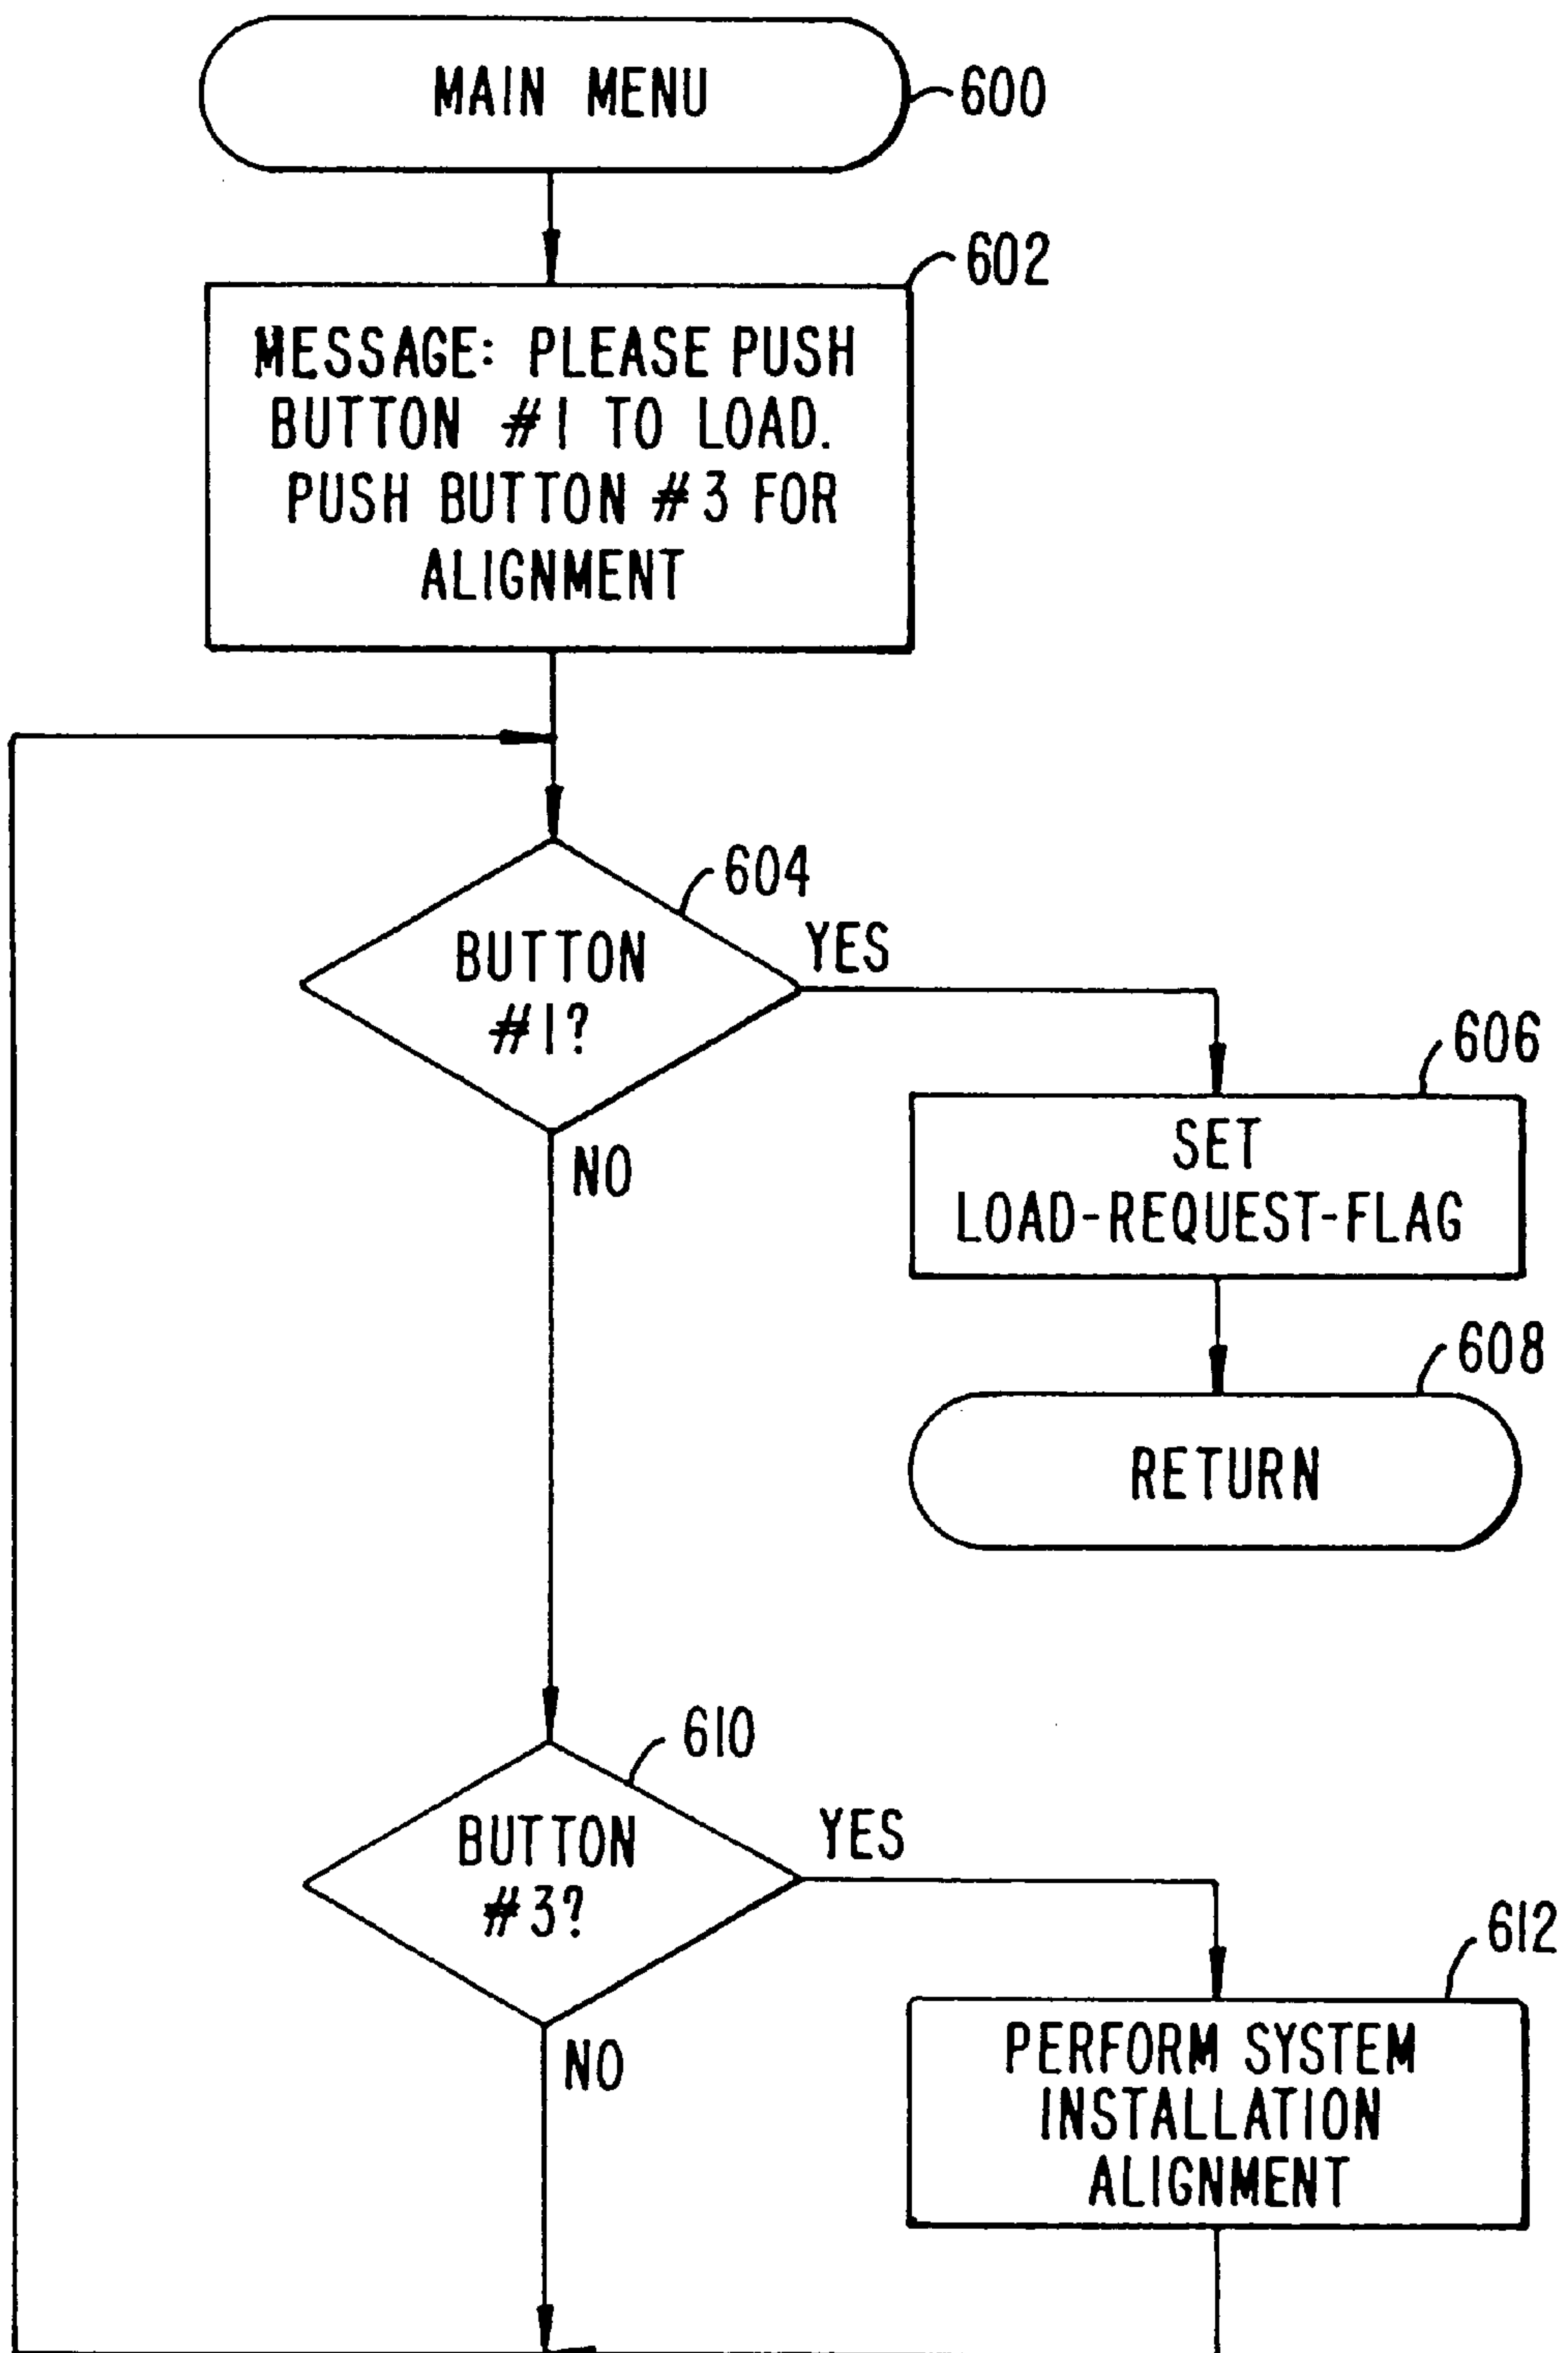 MAIN MENU
600
602
MESSAGE: PLEASE PUSH
BUTTON #1 TO LOAD.
PUSH BUTTON #3 FOR
ALIGNMENT
604
BUTTON
#1?
YES
NO
606
SET
LOAD-REQUEST-FLAG
608
RETURN
610
BUTTON
#3?
YES
NO
612
PERFORM SYSTEM
INSTALLATION
ALIGNMENT